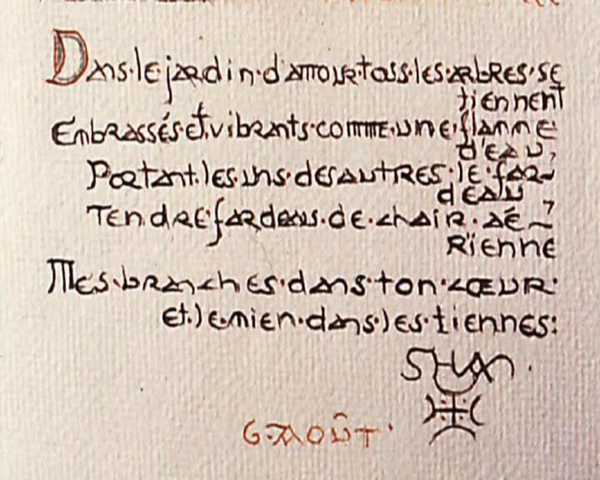 Dans·le jardin·d'amour·tous·les·arbres·se
tiennent
Embrassés·et·vibrants·comme·une·flamme
d'eau,
Portant·les·uns·des autres·le·far~
deau,
Tendre·fardeau·de·chair·aé~
rienne
Mes·branches·dans·ton·cœur·
et·le·mien·dans·les·tiennes:
6·AOÛT·